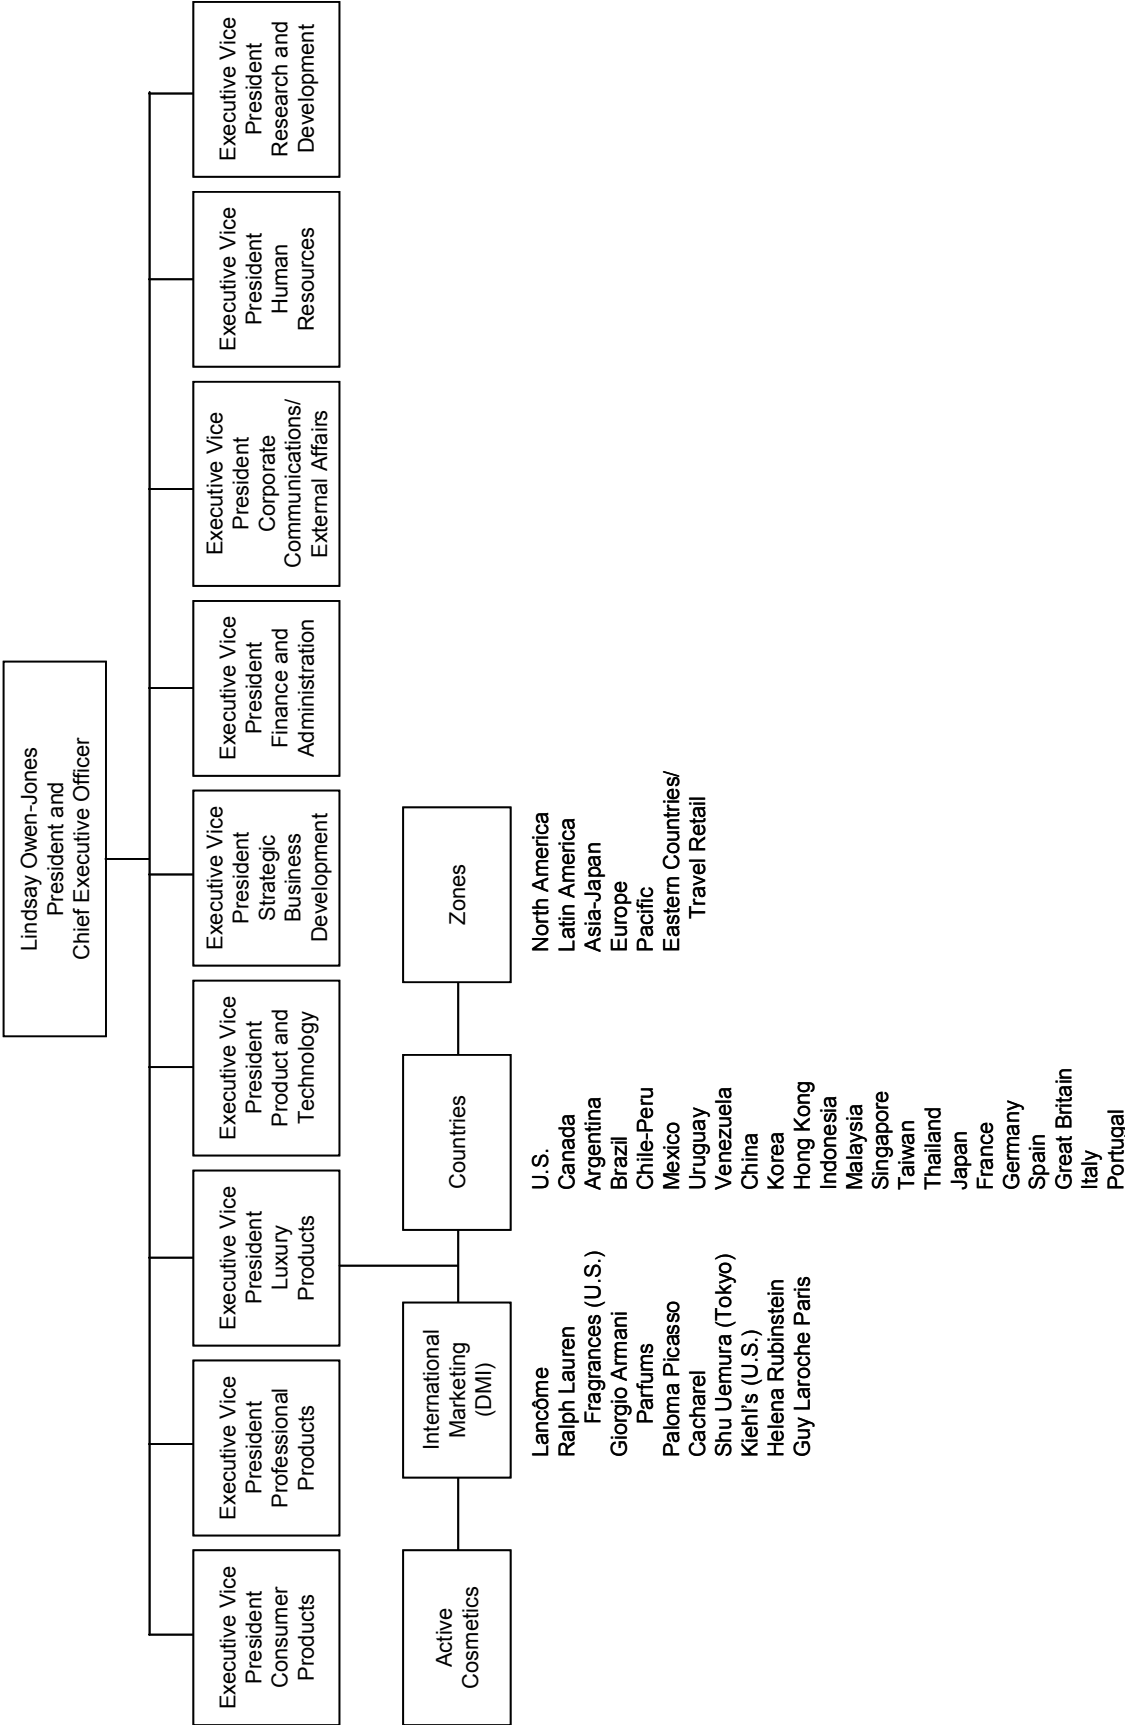 Lindsay Owen-Jones
President and
Chief Executive Officer
Executive Vice
President
Consumer
Products
Executive Vice
President
Professional
Products
Executive Vice
President
Luxury
Products
Executive Vice
President
Product and
Technology
Executive Vice
President
Strategic
Business
Development
Executive Vice
President
Finance and
Administration
Executive Vice
President
Corporate
Communications/
External Affairs
Executive Vice
President
Human
Resources
Executive Vice
President
Research and
Development
Active
Cosmetics
International
Marketing
(DMI)
Countries
Zones
Lancôme
Ralph Lauren
Fragrances (U.S.)
Giorgio Armani
Parfums
Paloma Picasso
Cacharel
Shu Uemura (Tokyo)
Kiehl's (U.S.)
Helena Rubinstein
Guy Laroche Paris
U.S.
Canada
Argentina
Brazil
Chile-Peru
Mexico
Uruguay
Venezuela
China
Korea
Hong Kong
Indonesia
Malaysia
Singapore
Taiwan
Thailand
Japan
France
Germany
Spain
Great Britain
Italy
Portugal
North America
Latin America
Asia-Japan
Europe
Pacific
Eastern Countries/
Travel Retail